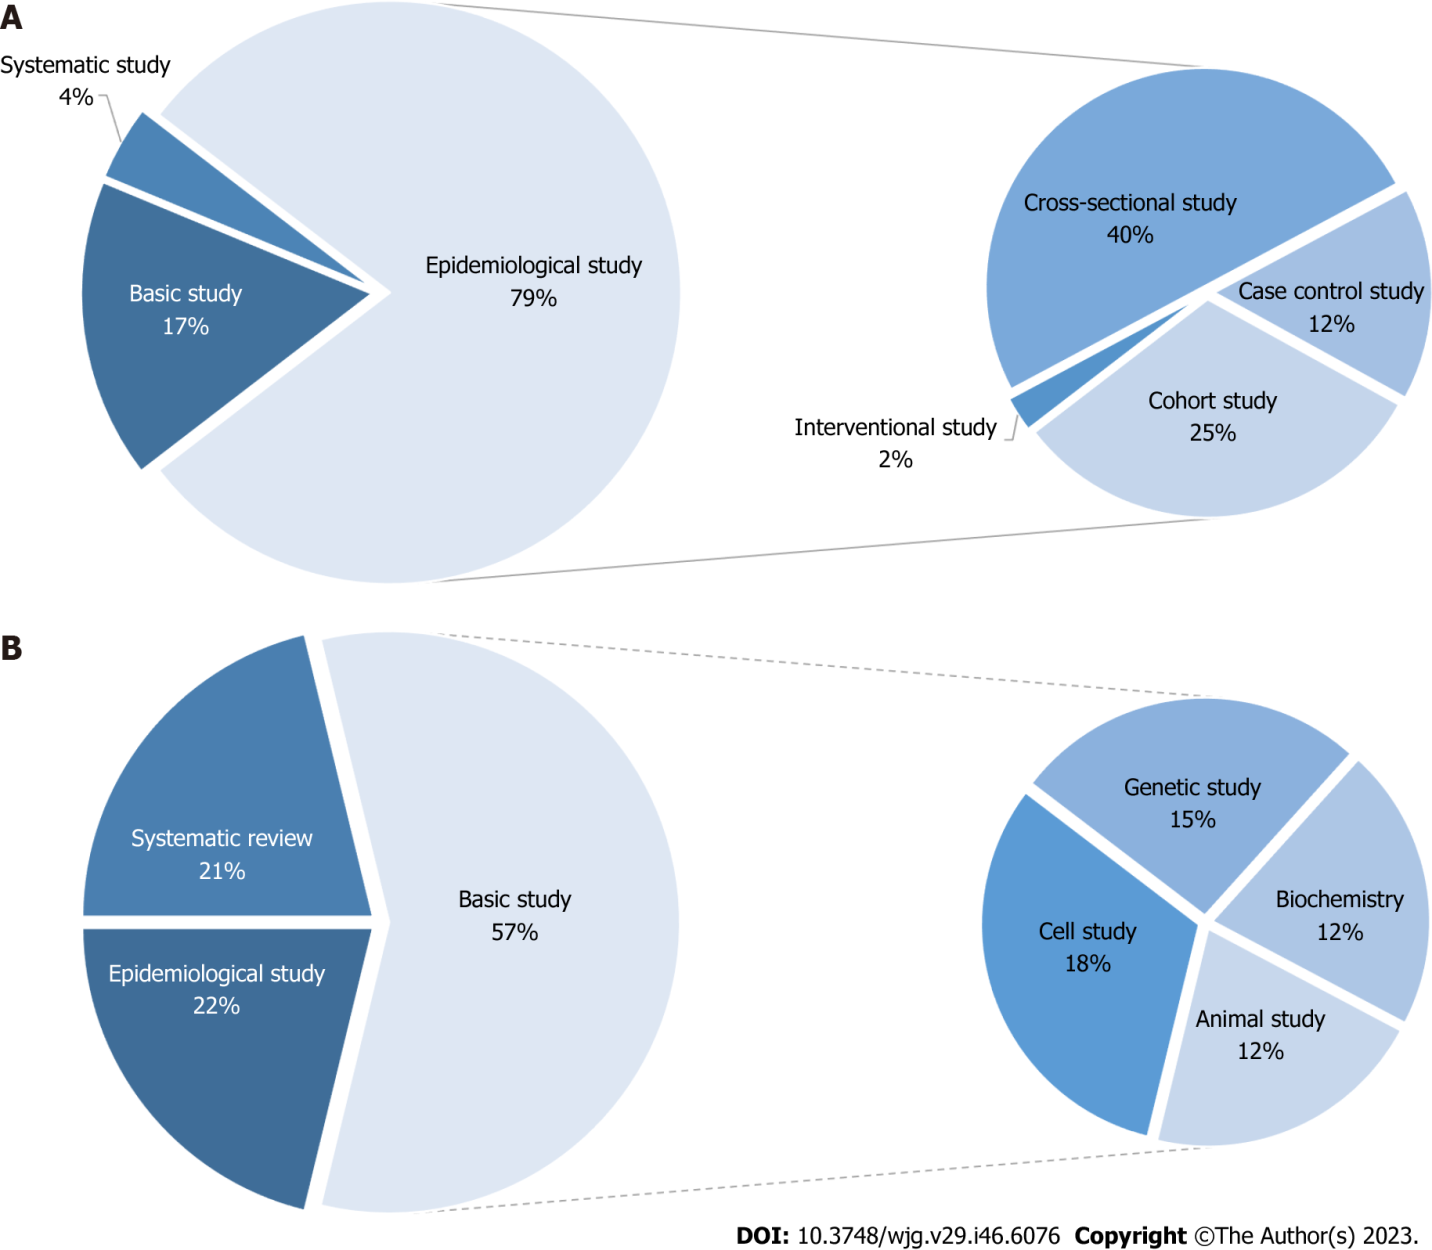 A
Systematic study
4%
Epidemiological study
79%
Basic study
17%
Cross-sectional study
40%
Case control study
12%
Cohort study
25%
Interventional study
2%
B
Systematic review
21%
Basic study
57%
Epidemiological study
22%
Genetic study
15%
Biochemistry
12%
Cell study
18%
Animal study
12%
DOI: 10.3748/wjg.v29.i46.6076 Copyright ©The Author(s) 2023.